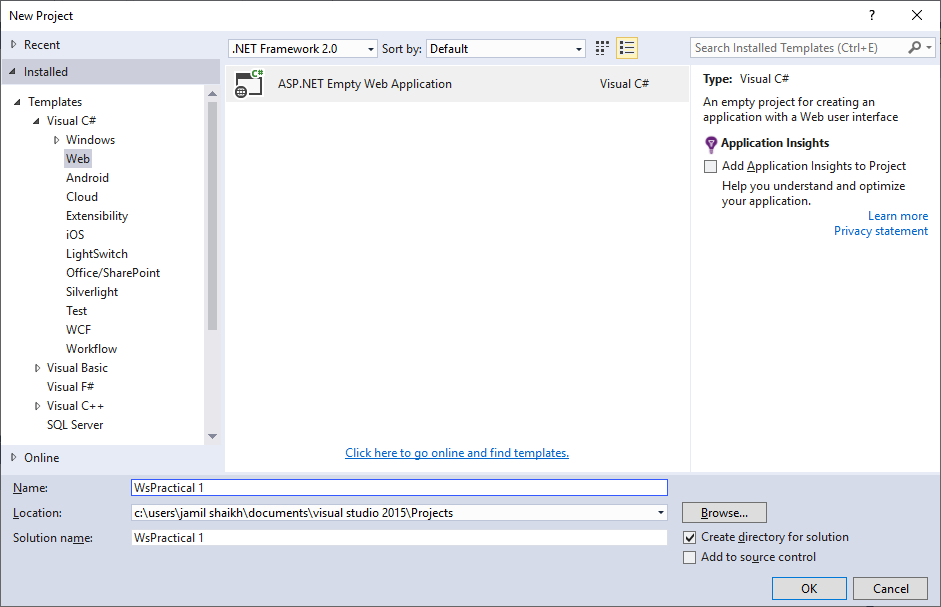 New Project
?
Recent
.NET Framework 2.0
Sort by:
Default
Search Installed Templates (Ctrl+E)
Installed
Templates
Visual C#
Windows
Web
Android
Cloud
Extensibility
iOS
LightSwitch
Office/SharePoint
Silverlight
Test
WCF
Workflow
Visual Basic
Visual F#
Visual C++
SQL Server
Online
C#
ASP.NET Empty Web Application
Visual C#
Click here to go online and find templates.
Type: Visual C#
An empty project for creating an
application with a Web user interface
Application Insights
Add Application Insights to Project
Help you understand and optimize
your application.
Learn more
Privacy statement
Name:
WsPractical 1
Location:
c:\users\jamil shaikh\documents\visual studio 2015\Projects
Browse...
Solution name:
WsPractical 1
Create directory for solution
Add to source control
OK
Cancel